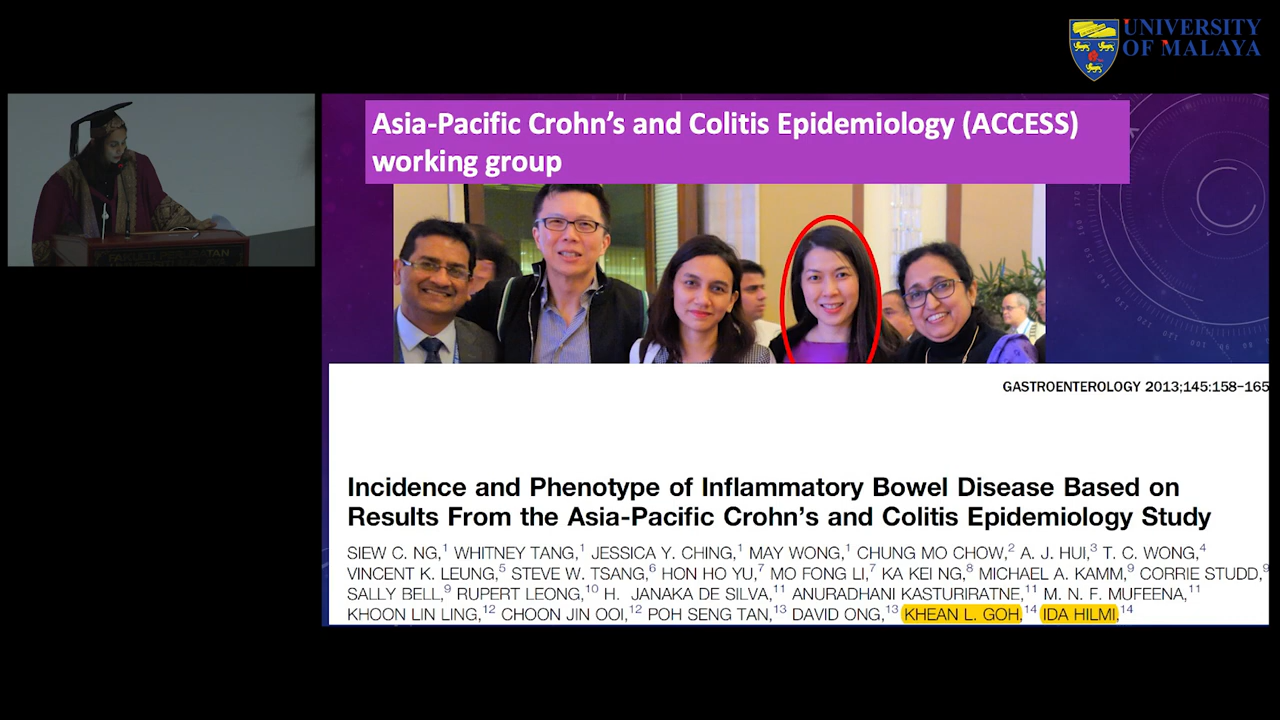 UNIVERSITY
OF MALAYA
Asia-Pacific Crohn's and Colitis Epidemiology (ACCESS)
working group
GASTROENTEROLOGY 2013;145:158–165
Incidence and Phenotype of Inflammatory Bowel Disease Based on
Results From the Asia-Pacific Crohn's and Colitis Epidemiology Study
SIEW C. NG,1 WHITNEY TANG,1 JESSICA Y. CHING,1 MAY WONG,1 CHUNG MO CHOW,2 A. J. HUI,3 T. C. WONG,4
VINCENT K. LEUNG,5 STEVE W. TSANG,6 HON HO YU,7 MO FONG LI,7 KA KEI NG,8 MICHAEL A. KAMM,9 CORRIE STUDD,9
SALLY BELL,9 RUPERT LEONG,10 H. JANAKA DE SILVA,11 ANURADHANI KASTURIRATNE,11 M. N. F. MUFEENA,11
KHOON LIN LING,12 CHOON JIN OOI,12 POH SENG TAN,13 DAVID ONG,13 KHEAN L. GOH,14 IDA HILMI,14